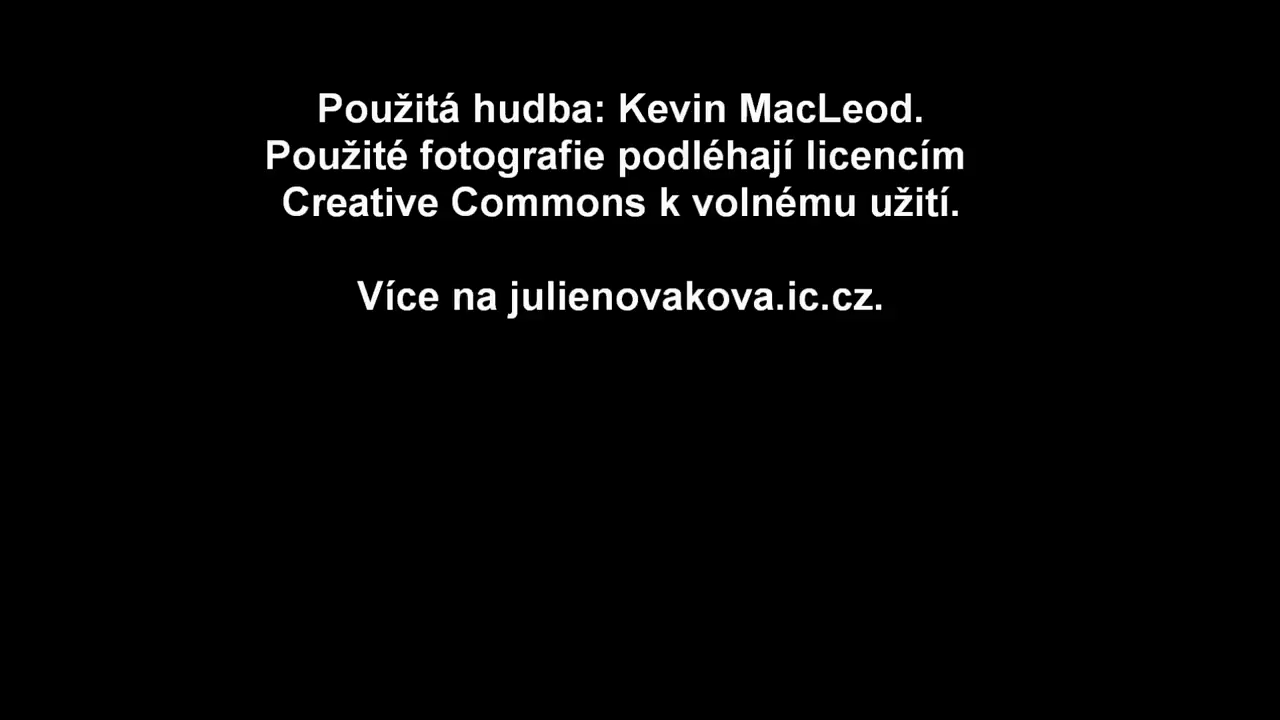 Použitá hudba: Kevin MacLeod.
Použité fotografie podléhají licencím
Creative Commons k volnému užití.
Více na julienovakova.ic.cz.